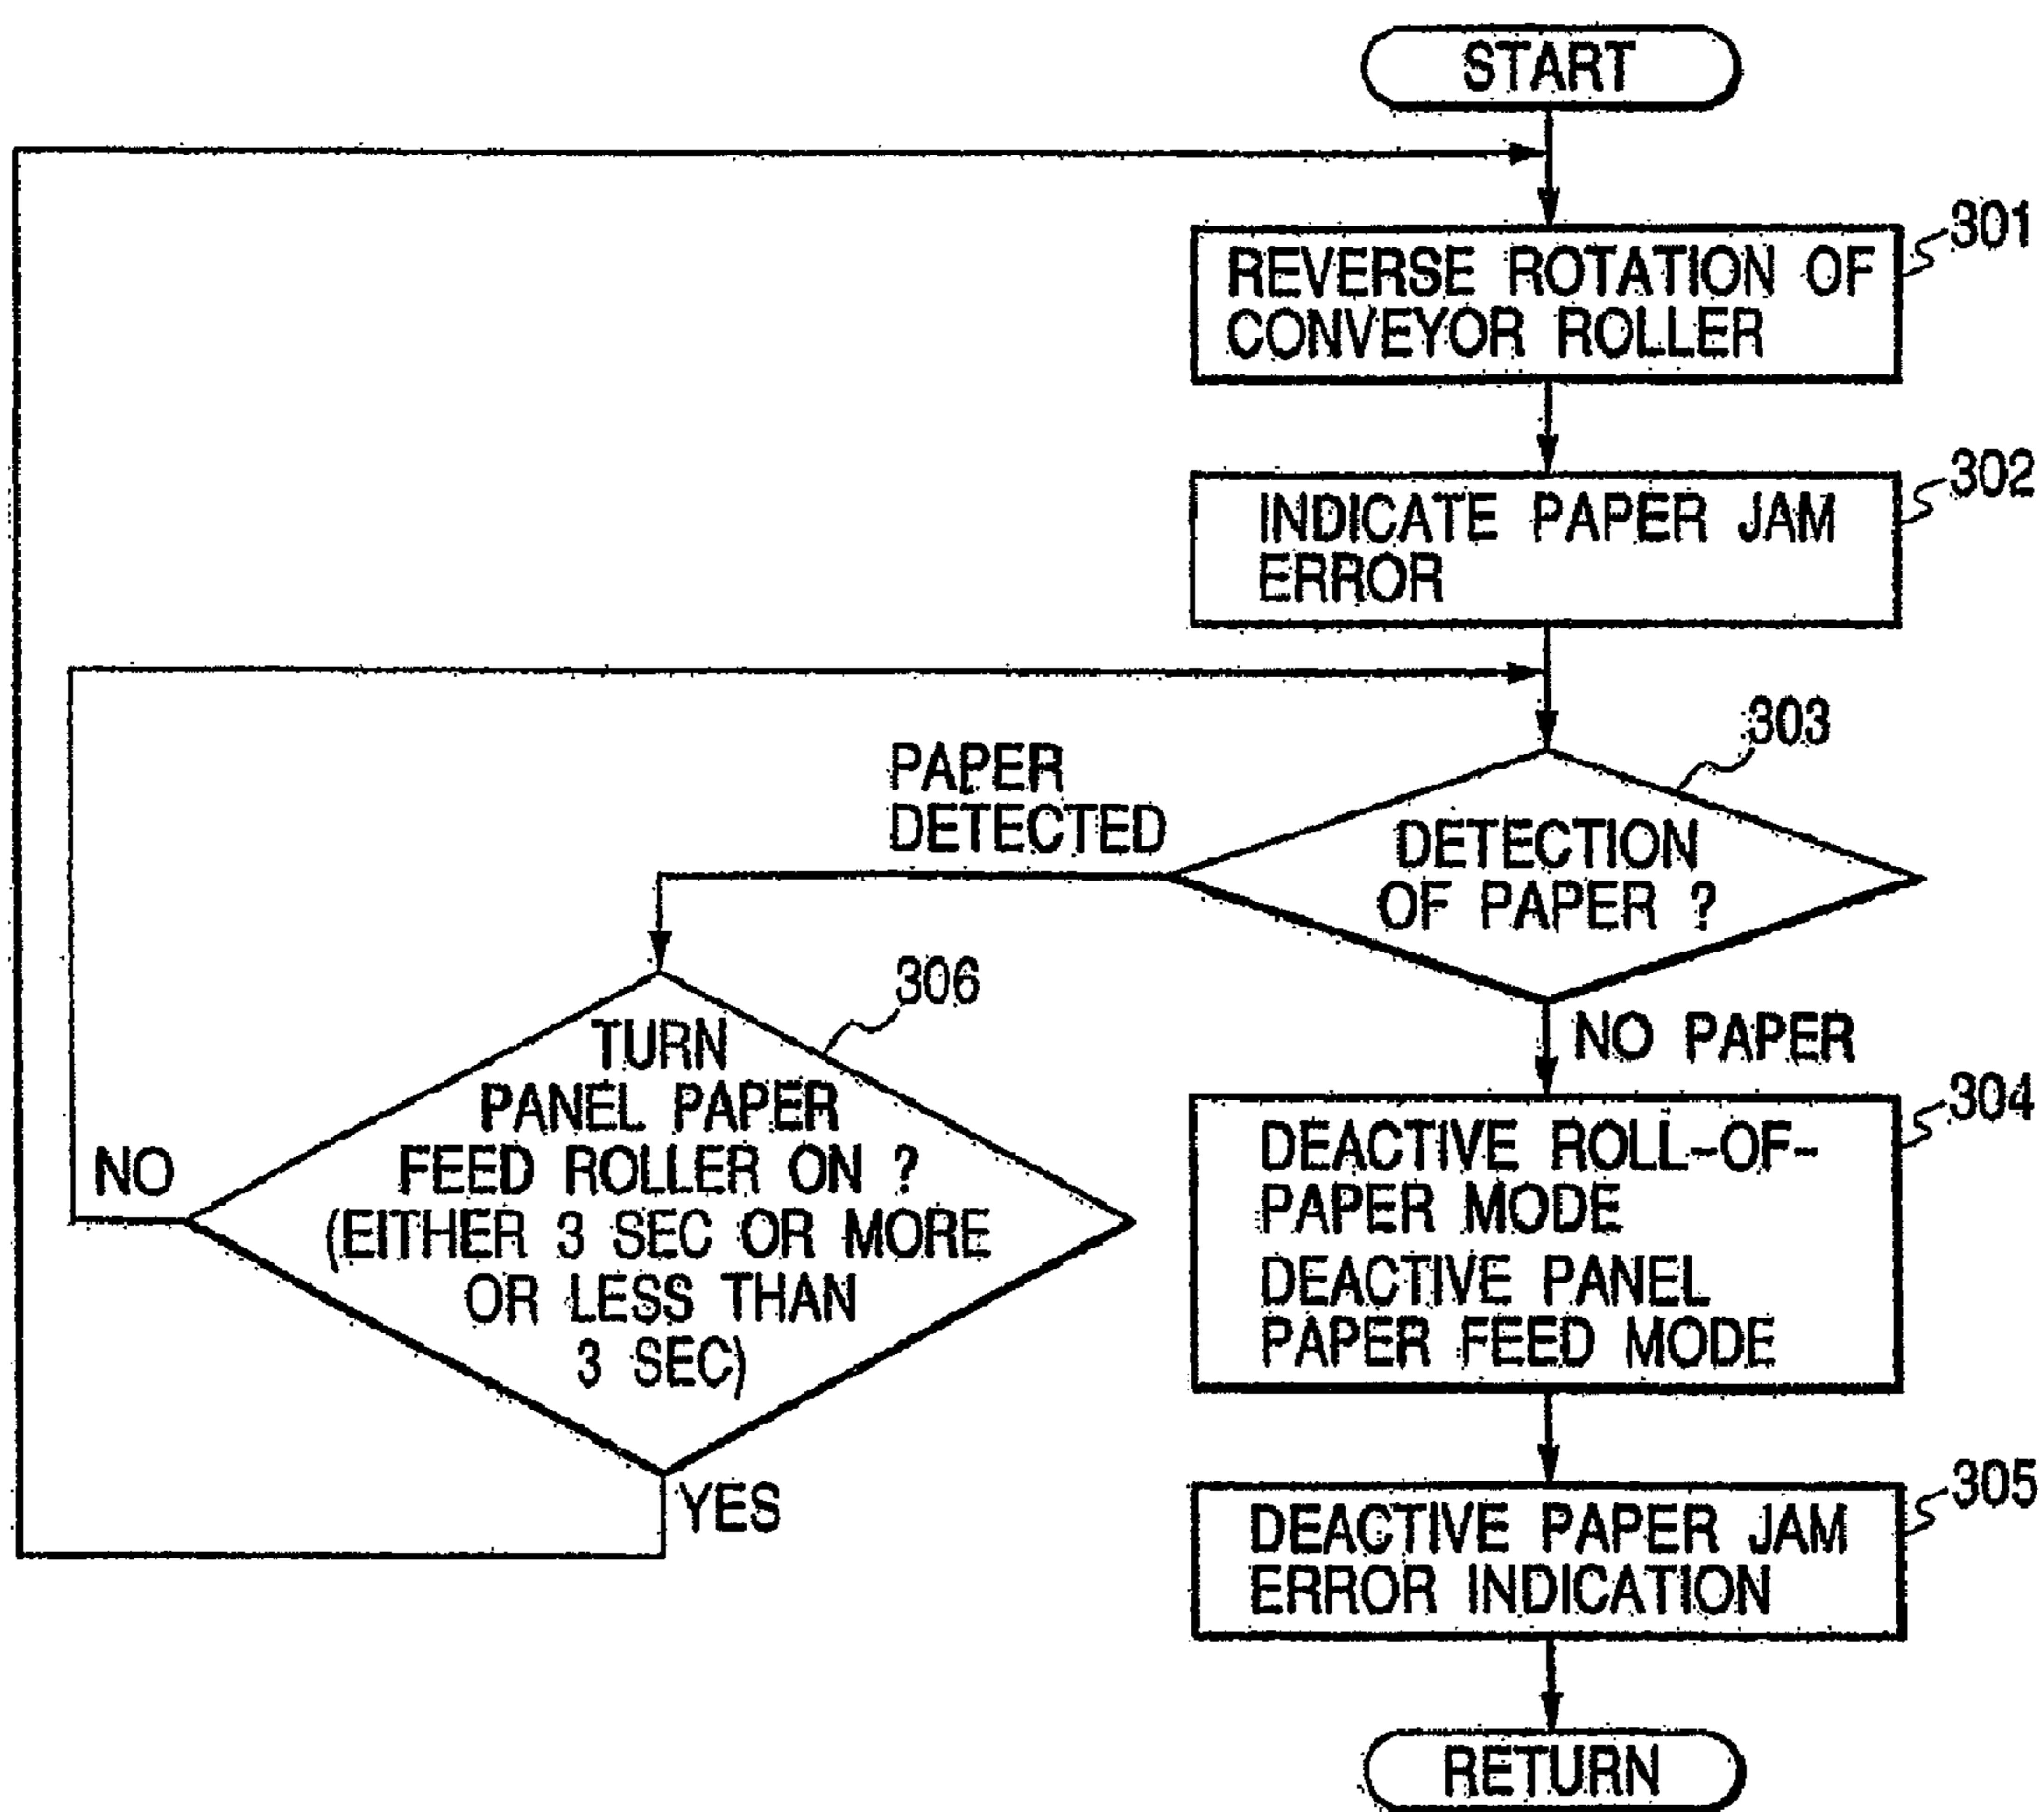 START
301
REVERSE ROTATION OF
CONVEYOR ROLLER
302
INDICATE PAPER JAM
ERROR
303
PAPER
DETECTED
DETECTION
OF PAPER ?
306
TURN
PANEL PAPER
FEED ROLLER ON ?
(EITHER 3 SEC OR MORE
OR LESS THAN
3 SEC)
NO
YES
NO PAPER
304
DEACTIVE ROLL-OF-
PAPER MODE
DEACTIVE PANEL
PAPER FEED MODE
305
DEACTIVE PAPER JAM
ERROR INDICATION
RETURN